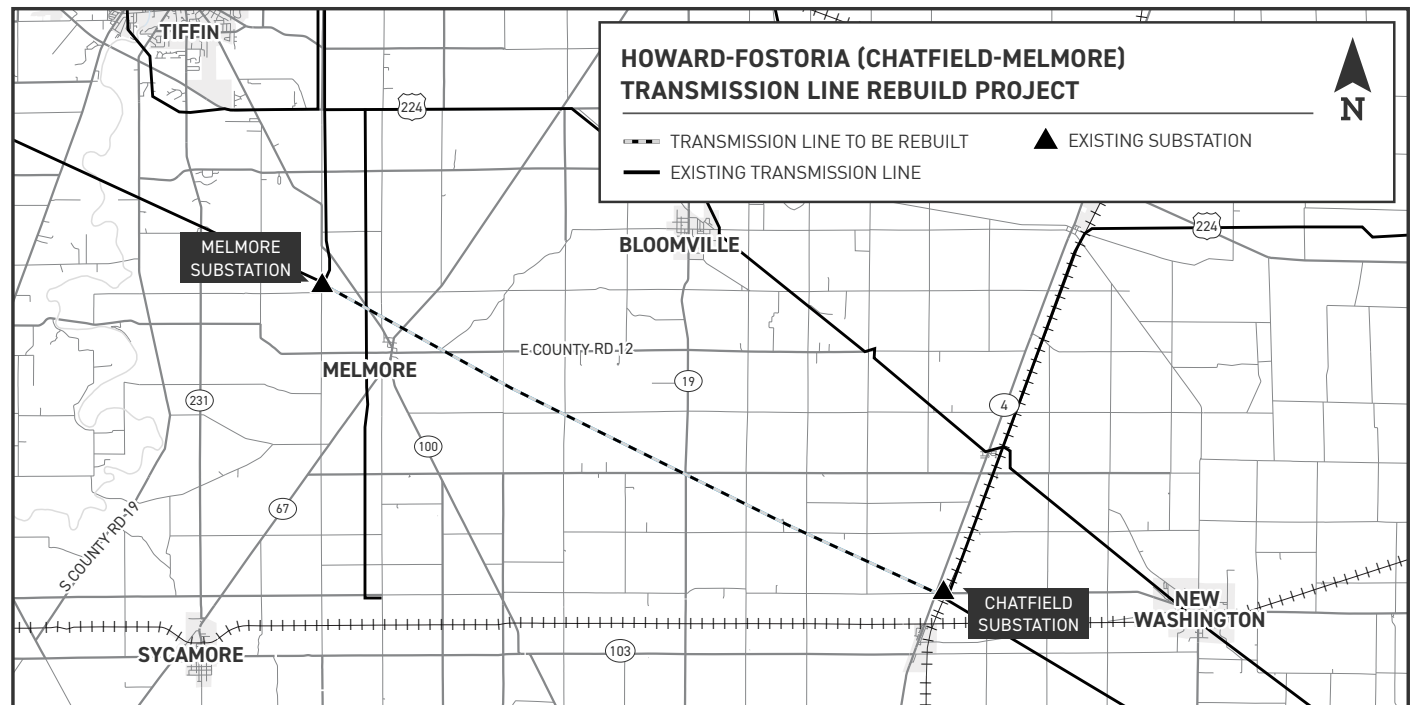 TIFFIN
HOWARD-FOSTORIA (CHATFIELD-MELMORE)
TRANSMISSION LINE REBUILD PROJECT
N
TRANSMISSION LINE TO BE REBUILT
EXISTING SUBSTATION
EXISTING TRANSMISSION LINE
224
224
MELMORE
SUBSTATION
BLOOMVILLE
E COUNTY RD 12
MELMORE
19
231
4
100
67
S COUNTY RD 19
CHATFIELD
SUBSTATION
NEW
WASHINGTON
SYCAMORE
103